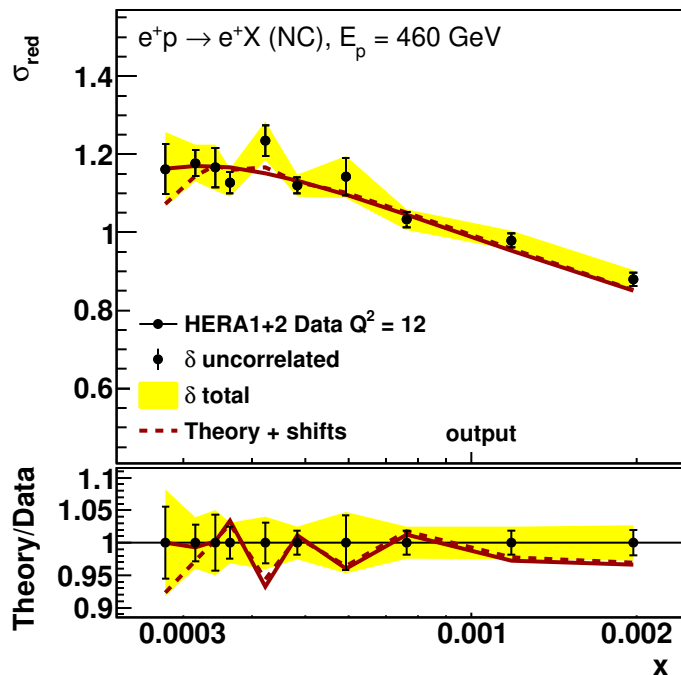 e⁺p → e⁺X (NC), E_p = 460 GeV
σ_red
1.4
1.2
1
0.8
0.6
HERA1+2 Data Q² = 12
δ uncorrelated
δ total
Theory + shifts
output
Theory/Data
1.1
1.05
1
0.95
0.9
0.0003
0.001
0.002
x